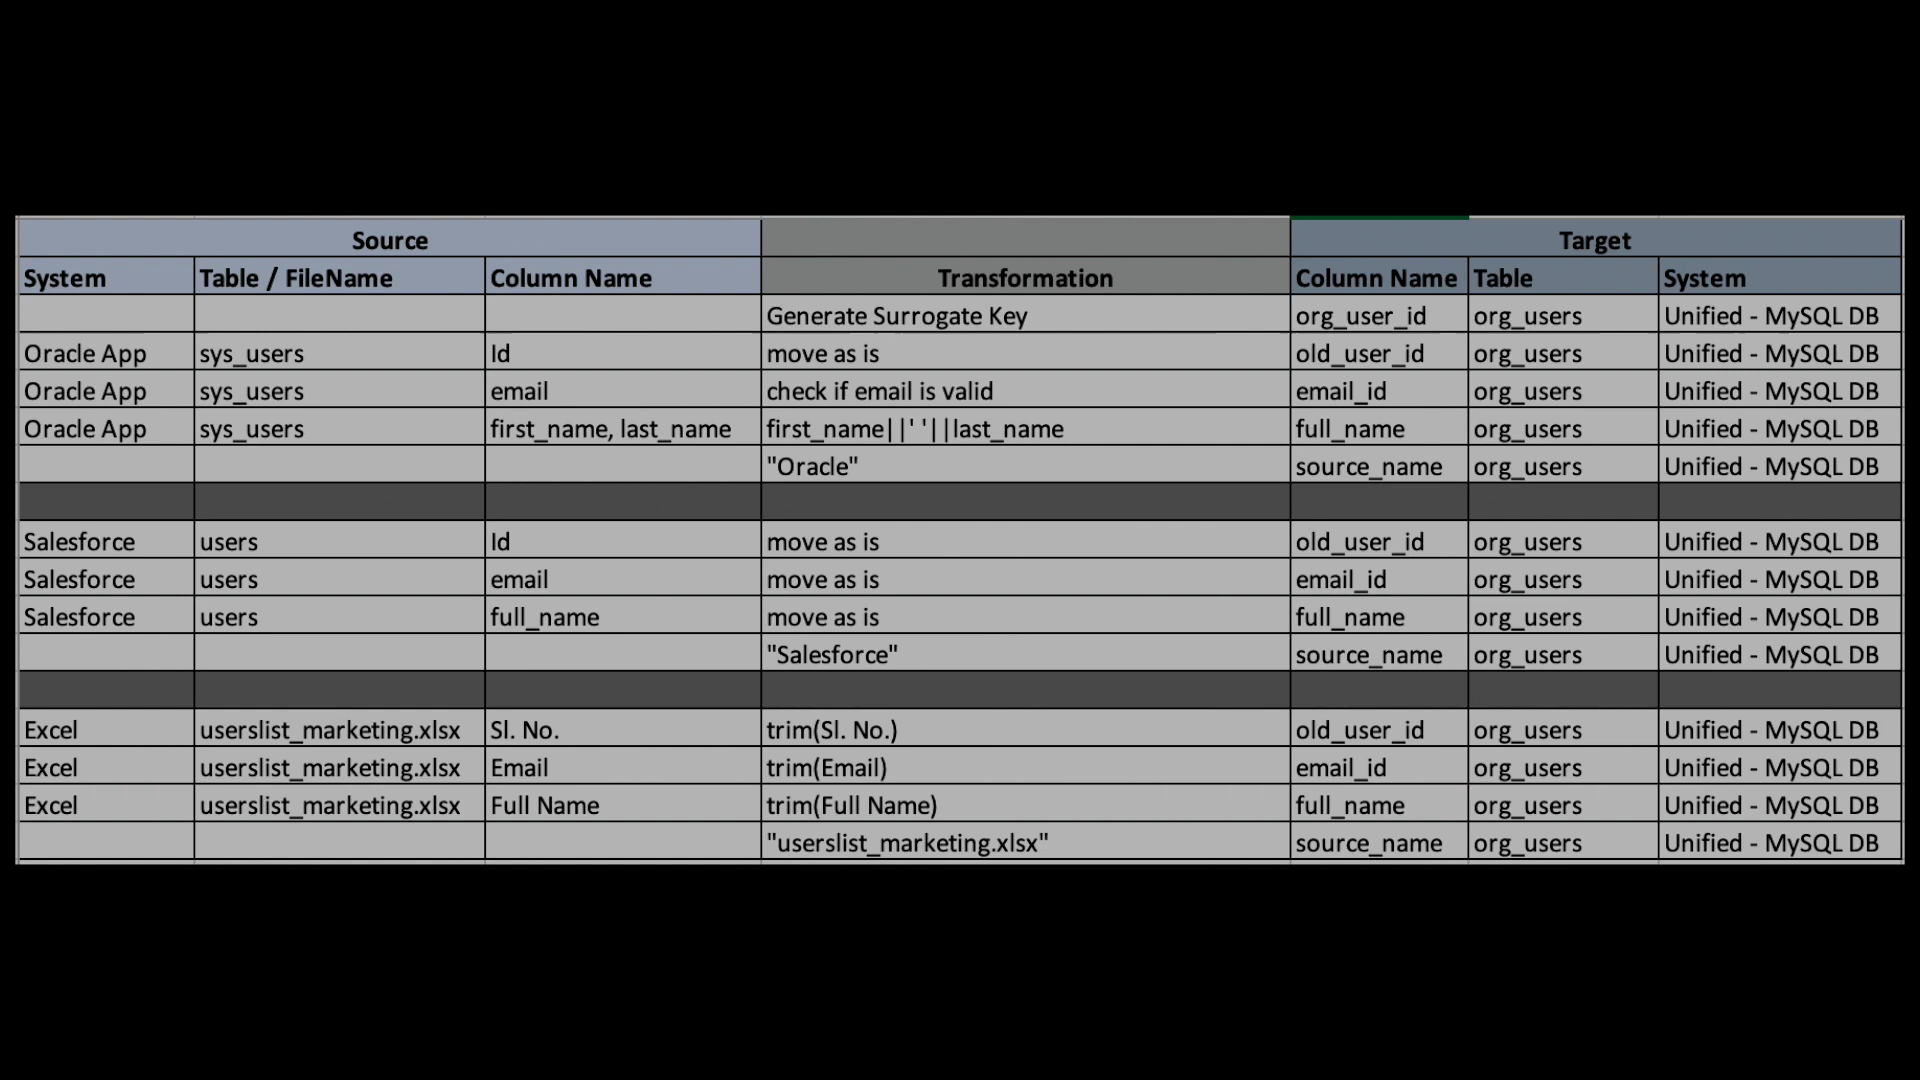 Source Target
System Table / FileName Column Name Transformation Column Name Table System
Generate Surrogate Key org_user_id org_users Unified - MySQL DB
Oracle App sys_users Id move as is old_user_id org_users Unified - MySQL DB
Oracle App sys_users email check if email is valid email_id org_users Unified - MySQL DB
Oracle App sys_users first_name, last_name first_name||' '||last_name full_name org_users Unified - MySQL DB
"Oracle" source_name org_users Unified - MySQL DB
Salesforce users Id move as is old_user_id org_users Unified - MySQL DB
Salesforce users email move as is email_id org_users Unified - MySQL DB
Salesforce users full_name move as is full_name org_users Unified - MySQL DB
"Salesforce" source_name org_users Unified - MySQL DB
Excel userslist_marketing.xlsx Sl. No. trim(Sl. No.) old_user_id org_users Unified - MySQL DB
Excel userslist_marketing.xlsx Email trim(Email) email_id org_users Unified - MySQL DB
Excel userslist_marketing.xlsx Full Name trim(Full Name) full_name org_users Unified - MySQL DB
"userslist_marketing.xlsx" source_name org_users Unified - MySQL DB